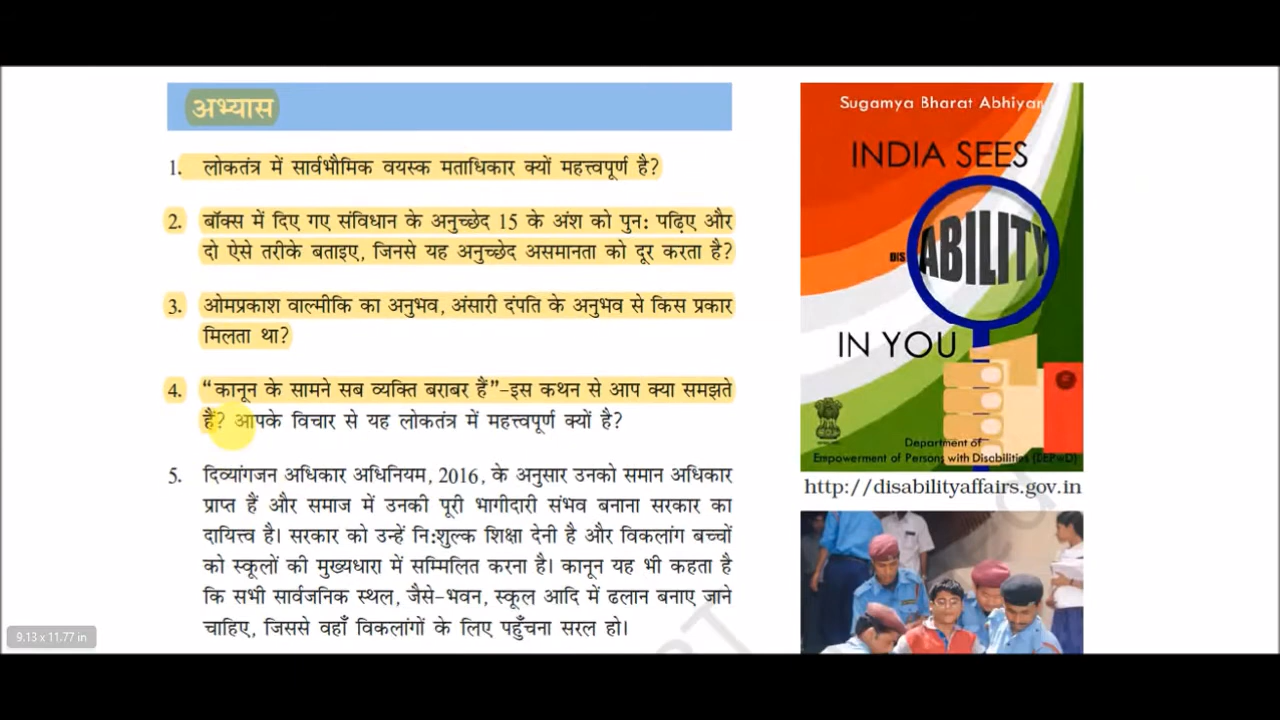 अभ्यास
1. लोकतंत्र में सार्वभौमिक वयस्क मताधिकार क्यों महत्त्वपूर्ण है?
2. बॉक्स में दिए गए संविधान के अनुच्छेद 15 के अंश को पुन: पढ़िए और
दो ऐसे तरीके बताइए, जिनसे यह अनुच्छेद असमानता को दूर करता है?
3. ओमप्रकाश वाल्मीकि का अनुभव, अंसारी दंपति के अनुभव से किस प्रकार
मिलता था?
4. “कानून के सामने सब व्यक्ति बराबर हैं”-इस कथन से आप क्या समझते
हैं? आपके विचार से यह लोकतंत्र में महत्त्वपूर्ण क्यों है?
5. दिव्यांगजन अधिकार अधिनियम, 2016, के अनुसार उनको समान अधिकार
प्राप्त हैं और समाज में उनकी पूरी भागीदारी संभव बनाना सरकार का
दायित्त्व है। सरकार को उन्हें नि:शुल्क शिक्षा देनी है और विकलांग बच्चों
को स्कूलों की मुख्यधारा में सम्मिलित करना है। कानून यह भी कहता है
कि सभी सार्वजनिक स्थल, जैसे-भवन, स्कूल आदि में ढलान बनाए जाने
चाहिए, जिससे वहाँ विकलांगों के लिए पहुँचना सरल हो।
9.13 x 11.77 in
Sugamya Bharat Abhiyan
INDIA SEES
DIS ABILITY
IN YOU
Department of
Empowerment of Persons with Disabilities (DEPwD)
http://disabilityaffairs.gov.in